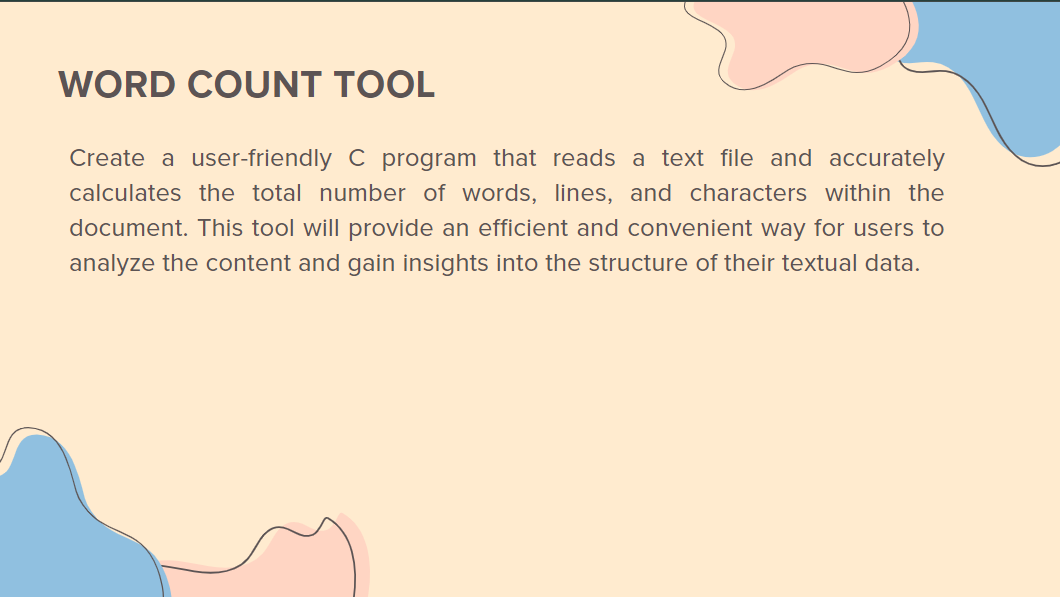 WORD COUNT TOOL
Create a user-friendly C program that reads a text file and accurately
calculates the total number of words, lines, and characters within the
document. This tool will provide an efficient and convenient way for users to
analyze the content and gain insights into the structure of their textual data.